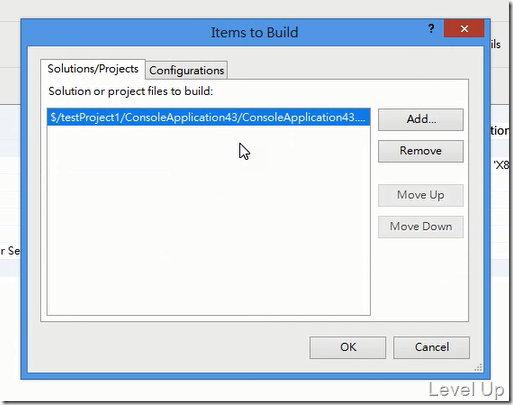 Items to Build
?
ils
Solutions/Projects
Configurations
Solution or project files to build:
$/testProject1/ConsoleApplication43/ConsoleApplication43....
Add...
tion
Remove
'X8
Move Up
Move Down
r Se
OK
Cancel
Level Up